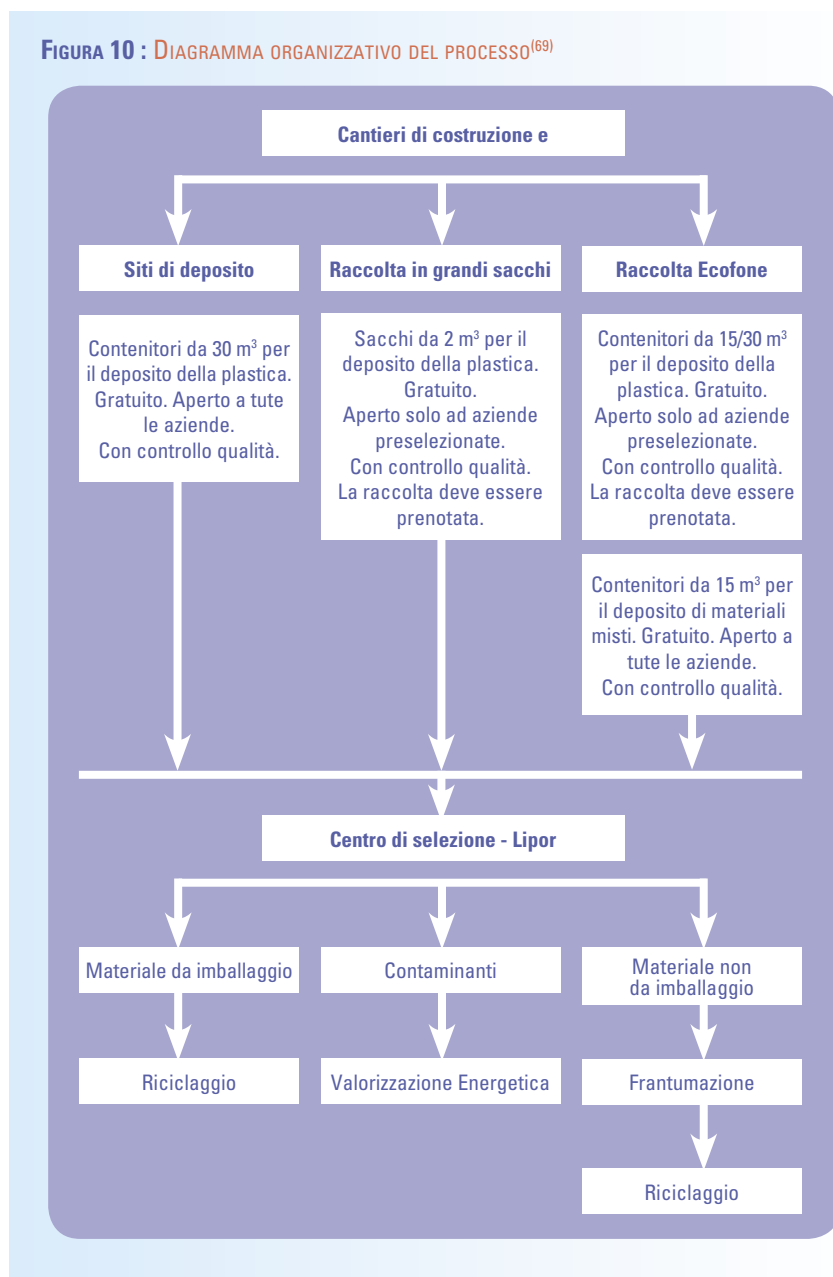 FIGURA 10 : DIAGRAMMA ORGANIZZATIVO DEL PROCESSO(69)
Cantieri di costruzione e
Siti di deposito
Raccolta in grandi sacchi
Raccolta Ecofone
Contenitori da 30 m³ per
il deposito della plastica.
Gratuito. Aperto a tute
le aziende.
Con controllo qualità.
Sacchi da 2 m³ per il
deposito della plastica.
Gratuito.
Aperto solo ad aziende
preselezionate.
Con controllo qualità.
La raccolta deve essere
prenotata.
Contenitori da 15/30 m³
per il deposito della
plastica. Gratuito.
Aperto solo ad aziende
preselezionate.
Con controllo qualità.
La raccolta deve essere
prenotata.
Contenitori da 15 m³ per
il deposito di materiali
misti. Gratuito. Aperto a
tute le aziende.
Con controllo qualità.
Centro di selezione - Lipor
Materiale da imballaggio
Contaminanti
Materiale non
da imballaggio
Riciclaggio
Valorizzazione Energetica
Frantumazione
Riciclaggio